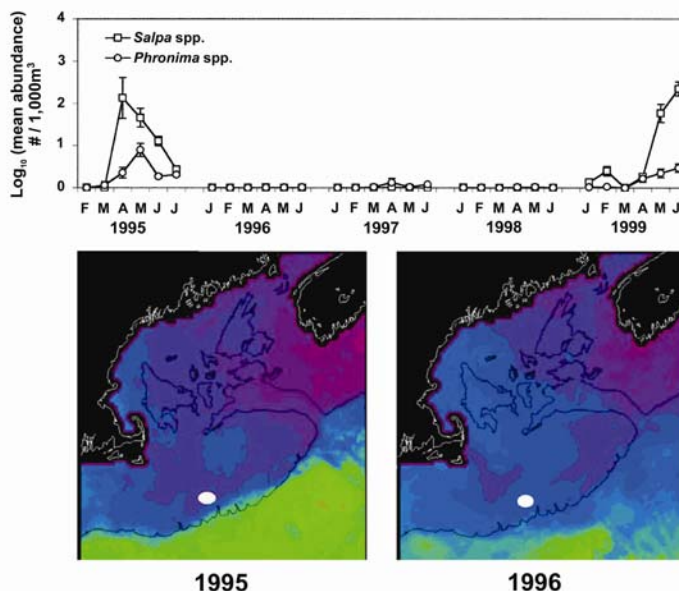 Log₁₀ (mean abundance)
# / 1,000m³
4
3
2
1
0
Salpa spp.
Phronima spp.
F M A M J J J F M A M J J F M A M J J F M A M J J F M A M J
1995 1996 1997 1998 1999
1995 1996